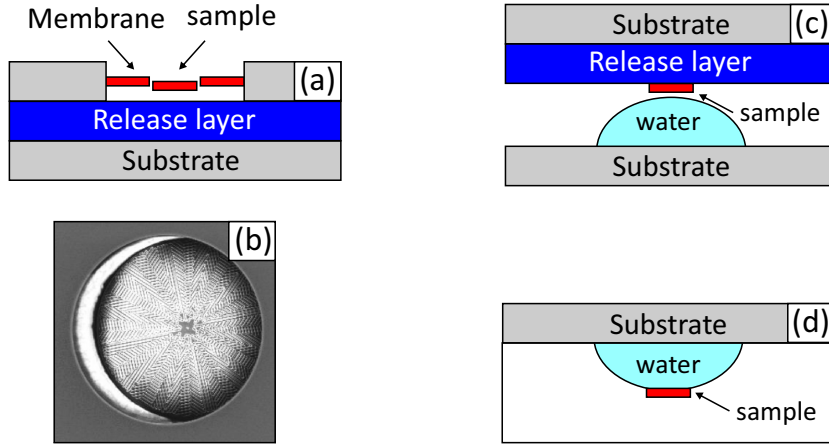 Membrane
sample
(a)
Release layer
Substrate
(b)
Substrate
(c)
Release layer
sample
water
Substrate
Substrate
(d)
water
sample